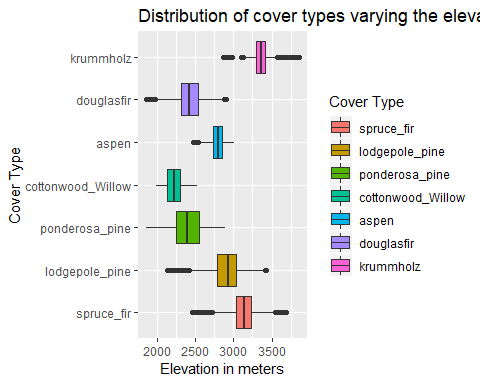 Distribution of cover types varying the eleva
krummholz
douglasfir
aspen
cottonwood_Willow
ponderosa_pine
lodgepole_pine
spruce_fir
Cover Type
2000 2500 3000 3500
Elevation in meters
Cover Type
spruce_fir
lodgepole_pine
ponderosa_pine
cottonwood_Willow
aspen
douglasfir
krummholz